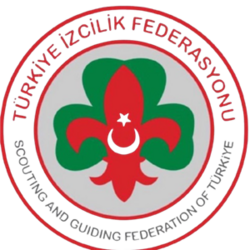 TÜRKİYE İZCİLİK FEDERASYONU
SCOUTING AND GUIDING FEDERATION OF TÜRKİYE